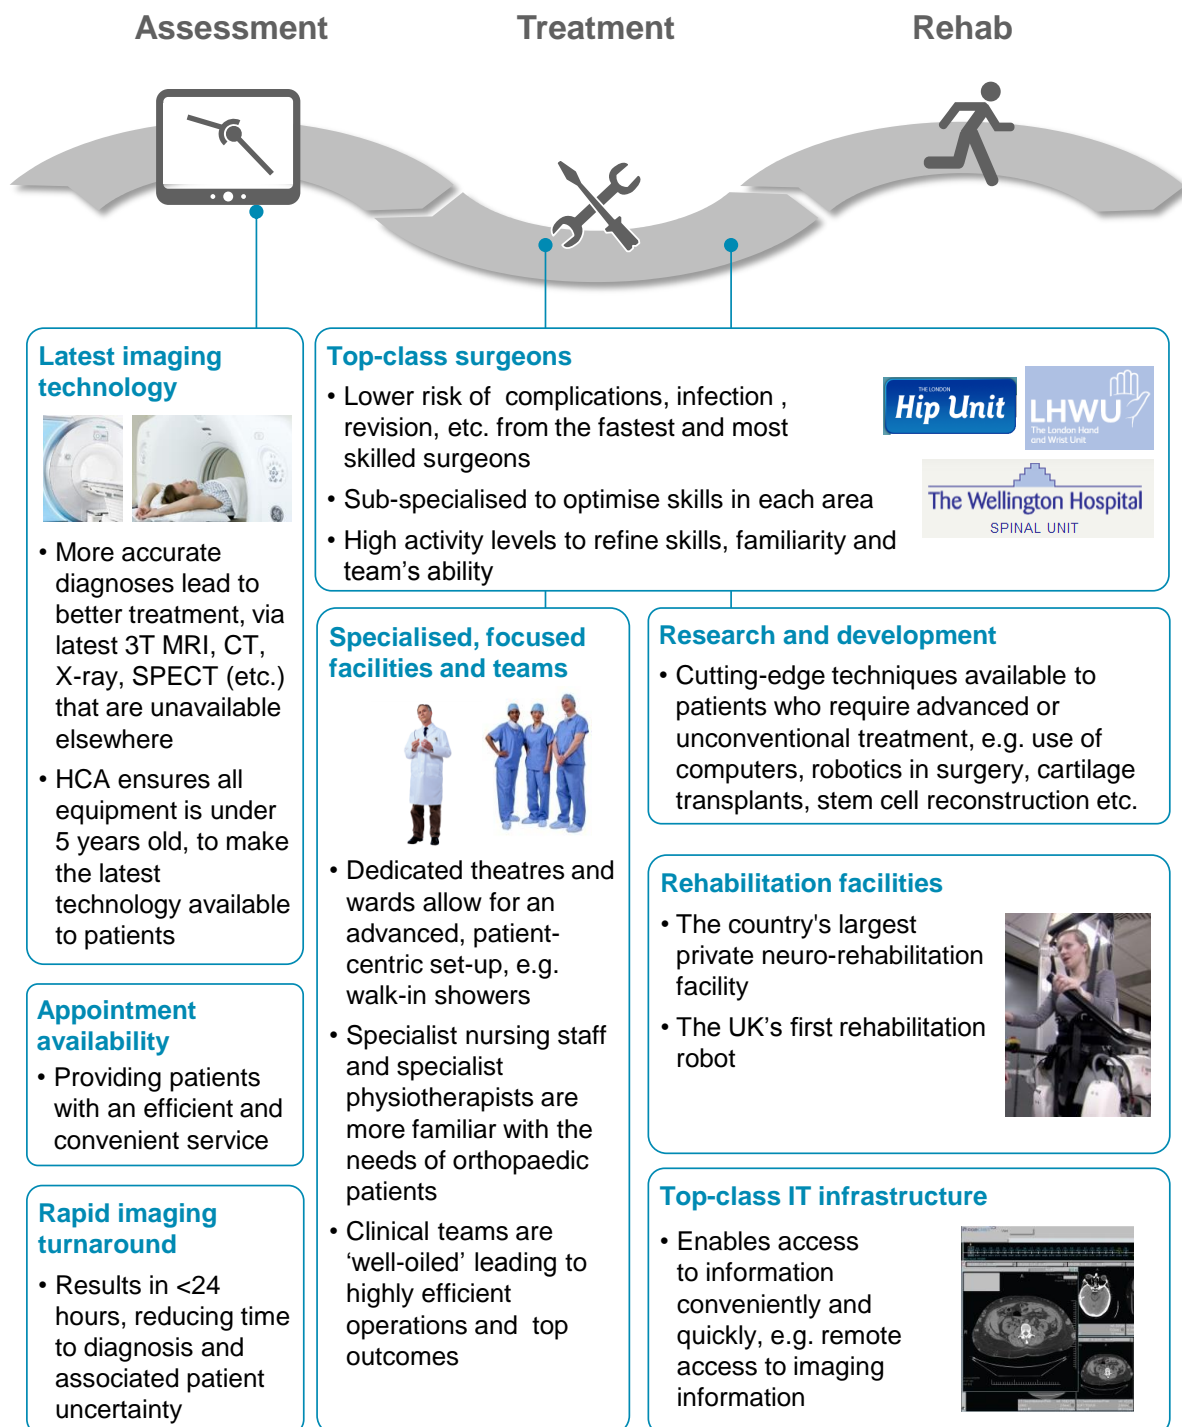 Assessment
Treatment
Rehab
Latest imaging
technology
• More accurate
diagnoses lead to
better treatment, via
latest 3T MRI, CT,
X-ray, SPECT (etc.)
that are unavailable
elsewhere
• HCA ensures all
equipment is under
5 years old, to make
the latest
technology available
to patients
Appointment
availability
• Providing patients
with an efficient and
convenient service
Rapid imaging
turnaround
• Results in <24
hours, reducing time
to diagnosis and
associated patient
uncertainty
Top-class surgeons
• Lower risk of  complications, infection ,
revision, etc. from the fastest and most
skilled surgeons
• Sub-specialised to optimise skills in each area
• High activity levels to refine skills, familiarity and
team's ability
THE LONDON
Hip Unit
LHWU
The London Hand
and Wrist Unit
The Wellington Hospital
SPINAL UNIT
Specialised, focused
facilities and teams
• Dedicated theatres and
wards allow for an
advanced, patient-
centric set-up, e.g.
walk-in showers
• Specialist nursing staff
and specialist
physiotherapists are
more familiar with the
needs of orthopaedic
patients
• Clinical teams are
‘well-oiled’ leading to
highly efficient
operations and  top
outcomes
Research and development
• Cutting-edge techniques available to
patients who require advanced or
unconventional treatment, e.g. use of
computers, robotics in surgery, cartilage
transplants, stem cell reconstruction etc.
Rehabilitation facilities
• The country's largest
private neuro-rehabilitation
facility
• The UK’s first rehabilitation
robot
Top-class IT infrastructure
• Enables access
to information
conveniently and
quickly, e.g. remote
access to imaging
information